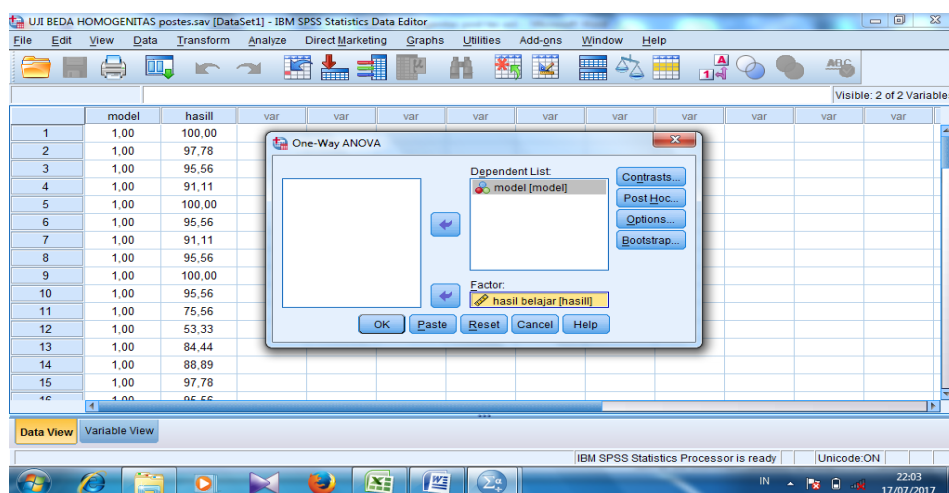 UJI BEDA HOMOGENITAS postes.sav [DataSet1] - IBM SPSS Statistics Data Editor
File Edit View Data Transform Analyze Direct Marketing Graphs Utilities Add-ons Window Help
Visible: 2 of 2 Variable
model hasill var var var var var var var var var
1 1,00 100,00
2 1,00 97,78
3 1,00 95,56
4 1,00 91,11
5 1,00 100,00
6 1,00 95,56
7 1,00 91,11
8 1,00 95,56
9 1,00 100,00
10 1,00 95,56
11 1,00 75,56
12 1,00 53,33
13 1,00 84,44
14 1,00 88,89
15 1,00 97,78
16 1,00 95,56
One-Way ANOVA
Dependent List:
model [model]
Factor:
hasil belajar [hasill]
Contrasts...
Post Hoc...
Options...
Bootstrap...
OK Paste Reset Cancel Help
Data View Variable View
IBM SPSS Statistics Processor is ready Unicode:ON
IN 22:03
17/07/2017